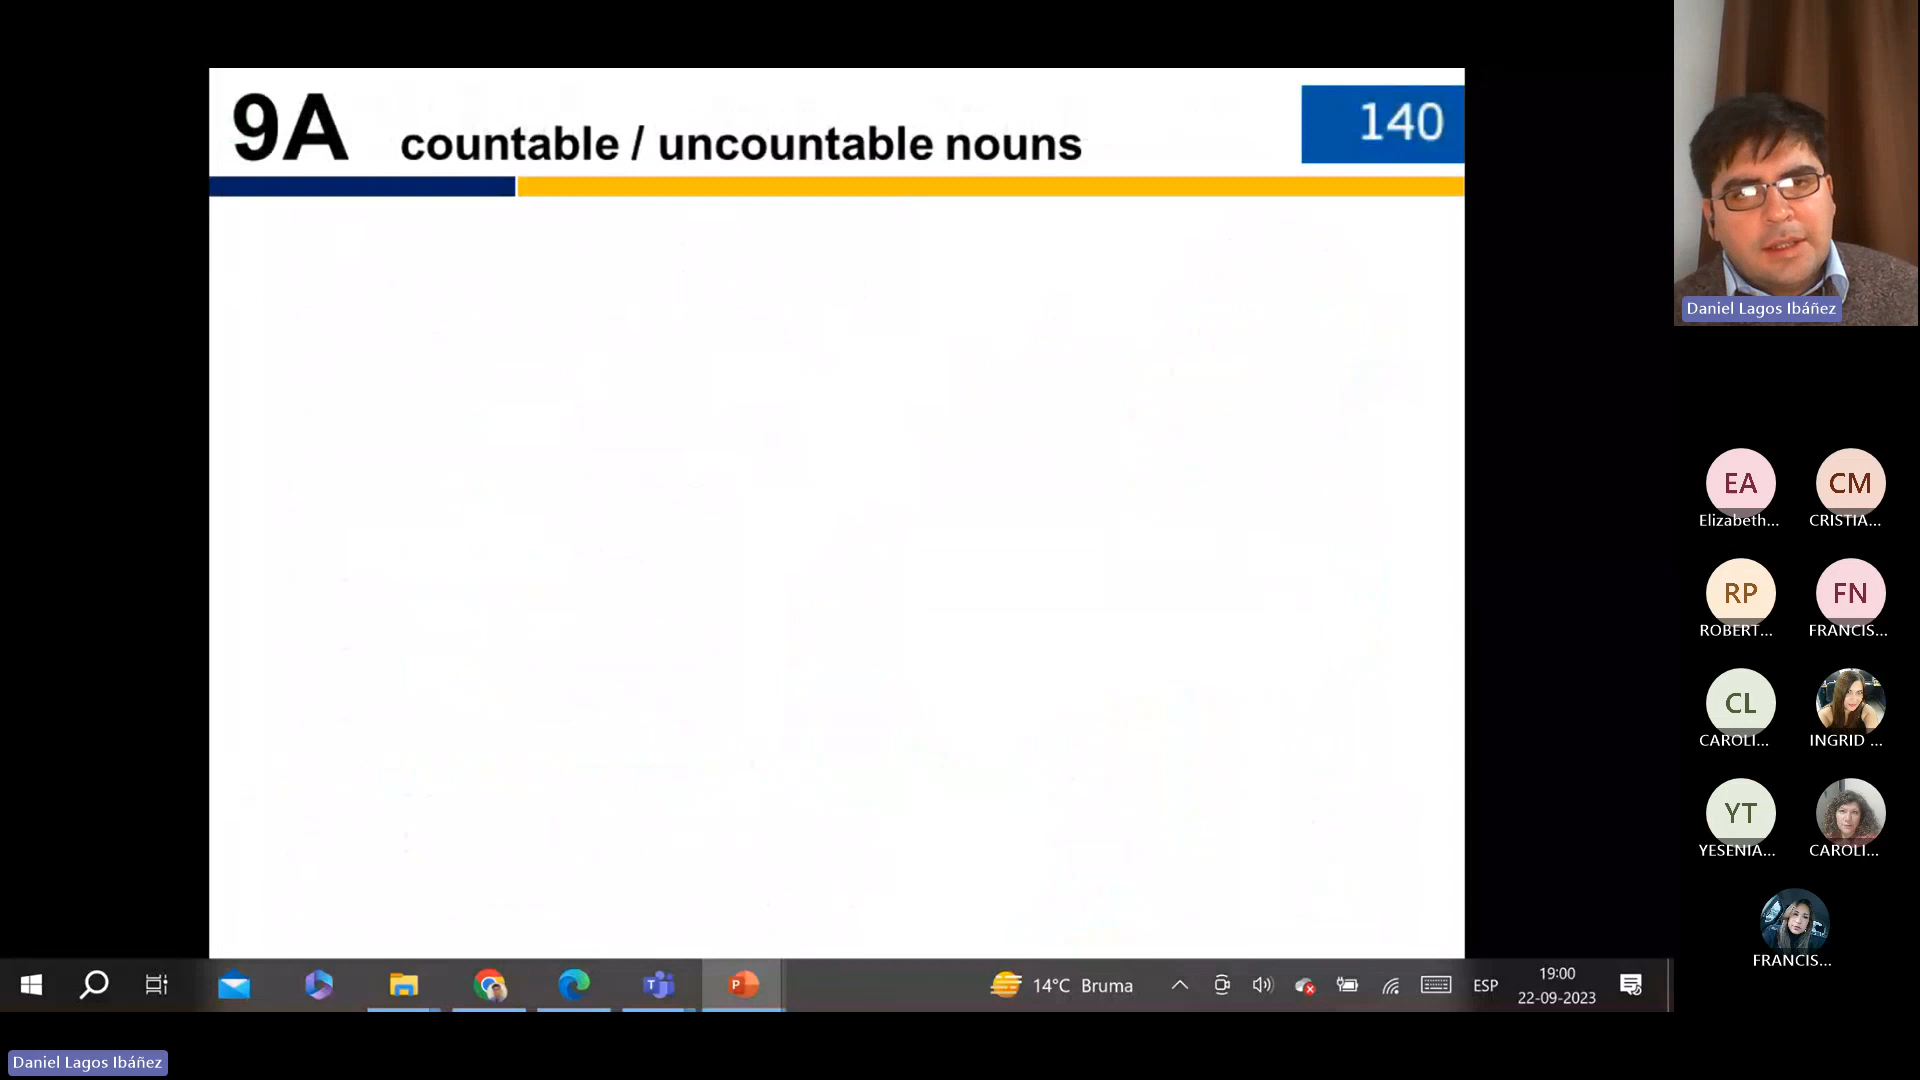 9A countable / uncountable nouns 140
Daniel Lagos Ibáñez
EA CM
Elizabeth... CRISTIA...
RP FN
ROBERT... FRANCIS...
CL
CAROLI... INGRID ...
YT
YESENIA... CAROLI...
FRANCIS...
14°C Bruma ESP 19:00
22-09-2023
Daniel Lagos Ibáñez